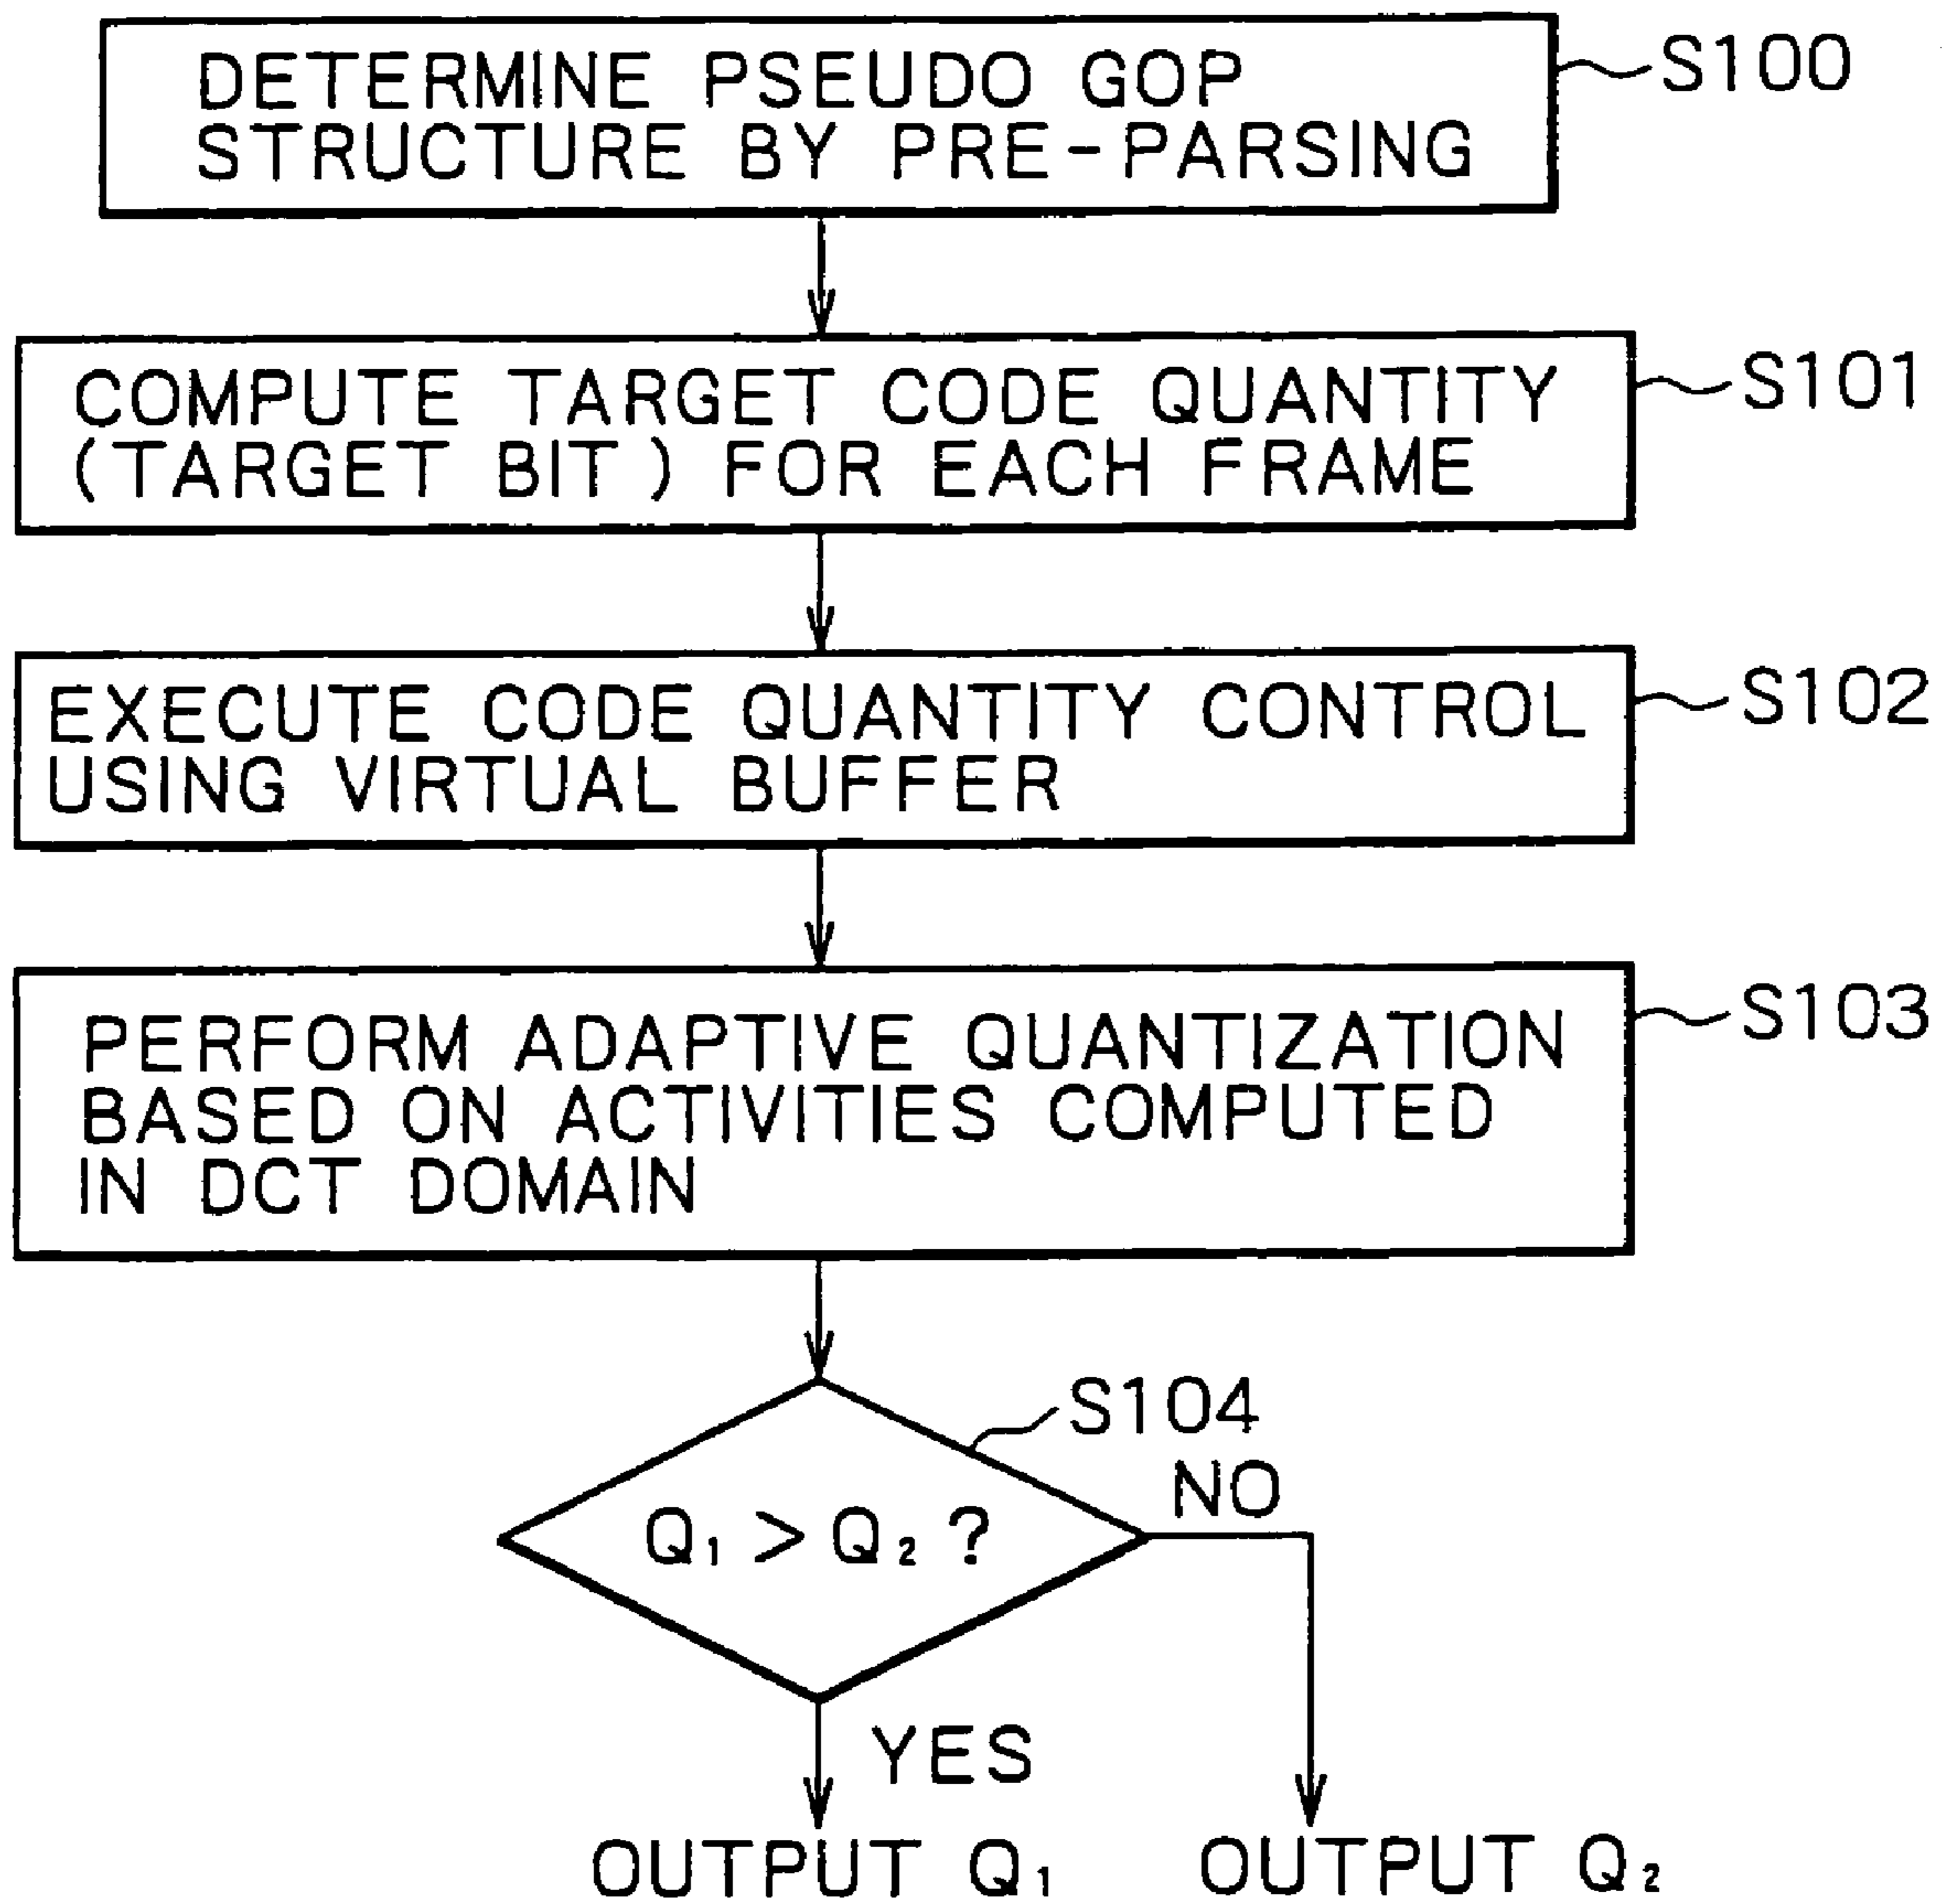 DETERMINE PSEUDO GOP
STRUCTURE BY PRE-PARSING
S100
COMPUTE TARGET CODE QUANTITY
(TARGET BIT) FOR EACH FRAME
S101
EXECUTE CODE QUANTITY CONTROL
USING VIRTUAL BUFFER
S102
PERFORM ADAPTIVE QUANTIZATION
BASED ON ACTIVITIES COMPUTED
IN DCT DOMAIN
S103
S104
Q₁ > Q₂ ?
NO
YES
OUTPUT Q₁
OUTPUT Q₂